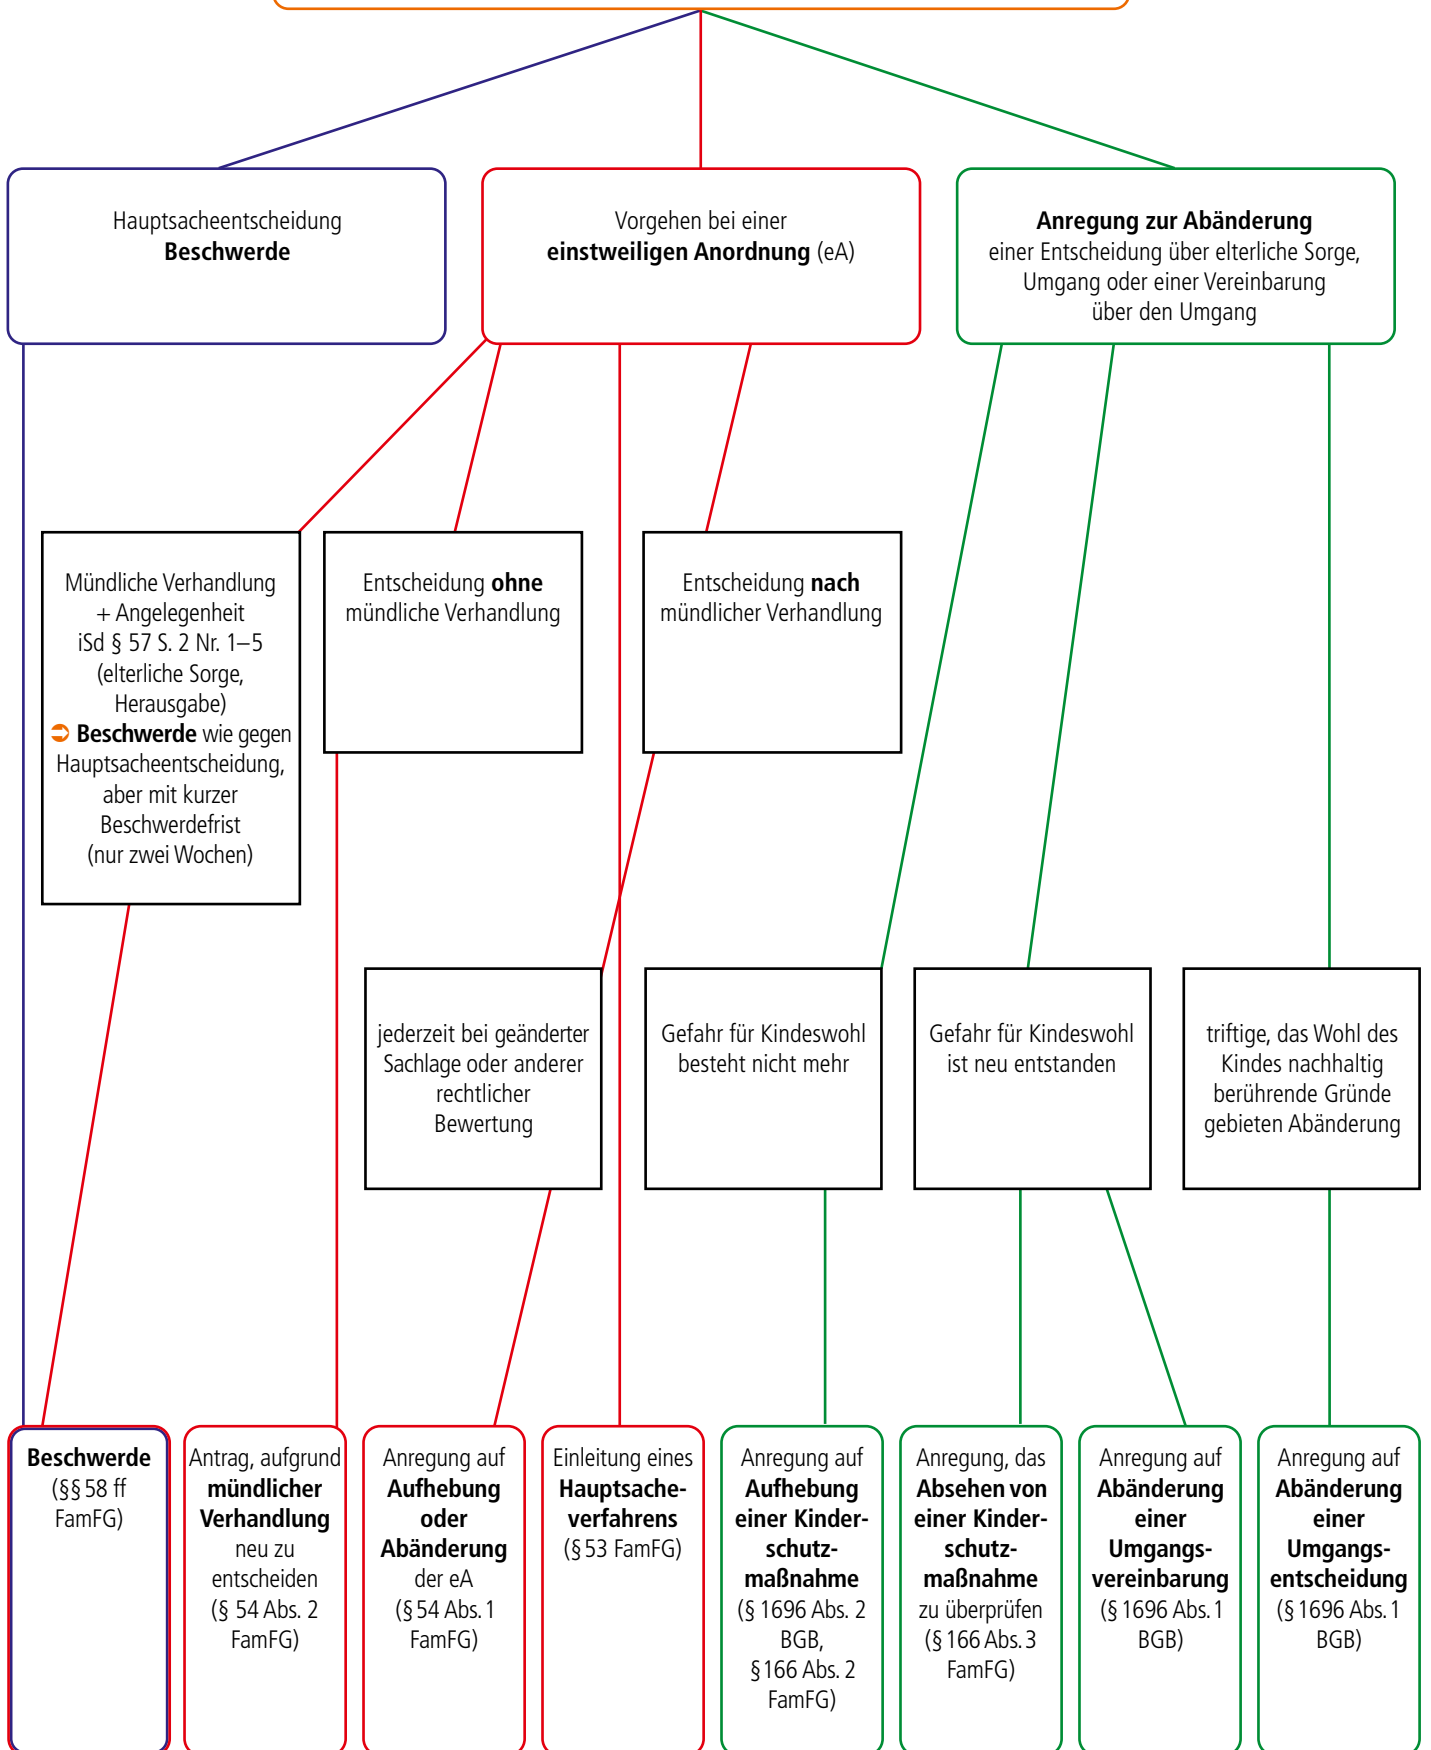 Hauptsacheentscheidung
Beschwerde
Vorgehen bei einer
einstweiligen Anordnung (eA)
Anregung zur Abänderung
einer Entscheidung über elterliche Sorge,
Umgang oder einer Vereinbarung
über den Umgang
Mündliche Verhandlung
+ Angelegenheit
iSd § 57 S. 2 Nr. 1–5
(elterliche Sorge,
Herausgabe)
➲ Beschwerde wie gegen
Hauptsacheentscheidung,
aber mit kurzer
Beschwerdefrist
(nur zwei Wochen)
Entscheidung ohne
mündliche Verhandlung
Entscheidung nach
mündlicher Verhandlung
jederzeit bei geänderter
Sachlage oder anderer
rechtlicher
Bewertung
Gefahr für Kindeswohl
besteht nicht mehr
Gefahr für Kindeswohl
ist neu entstanden
triftige, das Wohl des
Kindes nachhaltig
berührende Gründe
gebieten Abänderung
Beschwerde
(§§ 58 ff
FamFG)
Antrag, aufgrund
mündlicher
Verhandlung
neu zu
entscheiden
(§ 54 Abs. 2
FamFG)
Anregung auf
Aufhebung
oder
Abänderung
der eA
(§ 54 Abs. 1
FamFG)
Einleitung eines
Hauptsache-
verfahrens
(§ 53 FamFG)
Anregung auf
Aufhebung
einer Kinder-
schutz-
maßnahme
(§ 1696 Abs. 2
BGB,
§ 166 Abs. 2
FamFG)
Anregung, das
Absehen von
einer Kinder-
schutz-
maßnahme
zu überprüfen
(§ 166 Abs. 3
FamFG)
Anregung auf
Abänderung
einer
Umgangs-
vereinbarung
(§ 1696 Abs. 1
BGB)
Anregung auf
Abänderung
einer
Umgangs-
entscheidung
(§ 1696 Abs. 1
BGB)